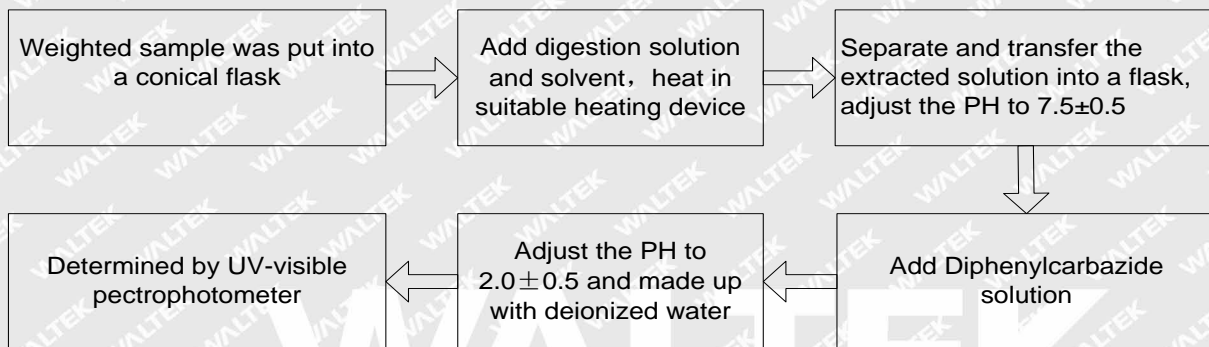 Weighted sample was put into
a conical flask
Add digestion solution
and solvent，heat in
suitable heating device
Separate and transfer the
extracted solution into a flask,
adjust the PH to 7.5±0.5
Add Diphenylcarbazide
solution
Adjust the PH to
2.0±0.5 and made up
with deionized water
Determined by UV-visible
pectrophotometer
WALTEK